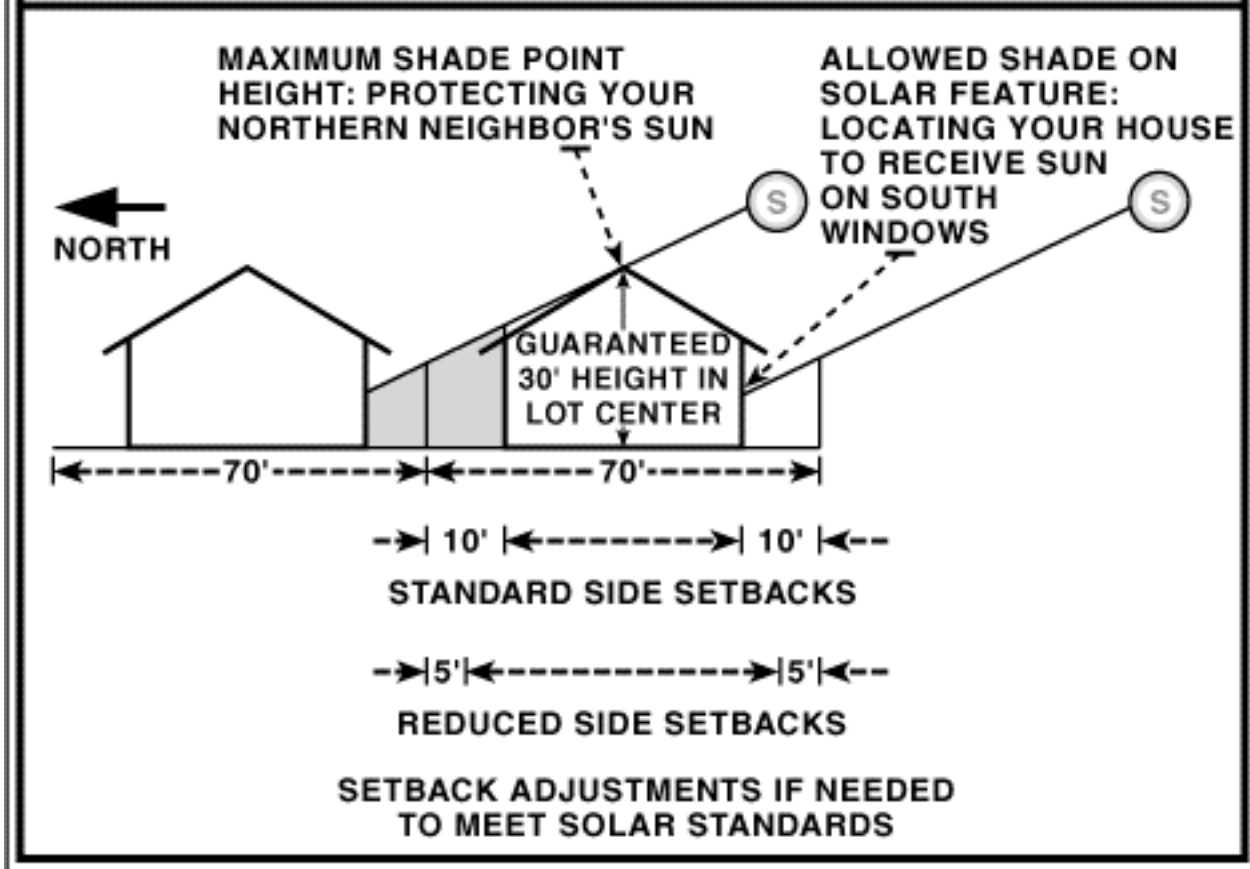 MAXIMUM SHADE POINT
HEIGHT: PROTECTING YOUR
NORTHERN NEIGHBOR'S SUN
ALLOWED SHADE ON
SOLAR FEATURE:
LOCATING YOUR HOUSE
TO RECEIVE SUN
ON SOUTH
WINDOWS
S
S
NORTH
GUARANTEED
30' HEIGHT IN
LOT CENTER
70'
70'
10'
10'
STANDARD SIDE SETBACKS
5'
5'
REDUCED SIDE SETBACKS
SETBACK ADJUSTMENTS IF NEEDED
TO MEET SOLAR STANDARDS